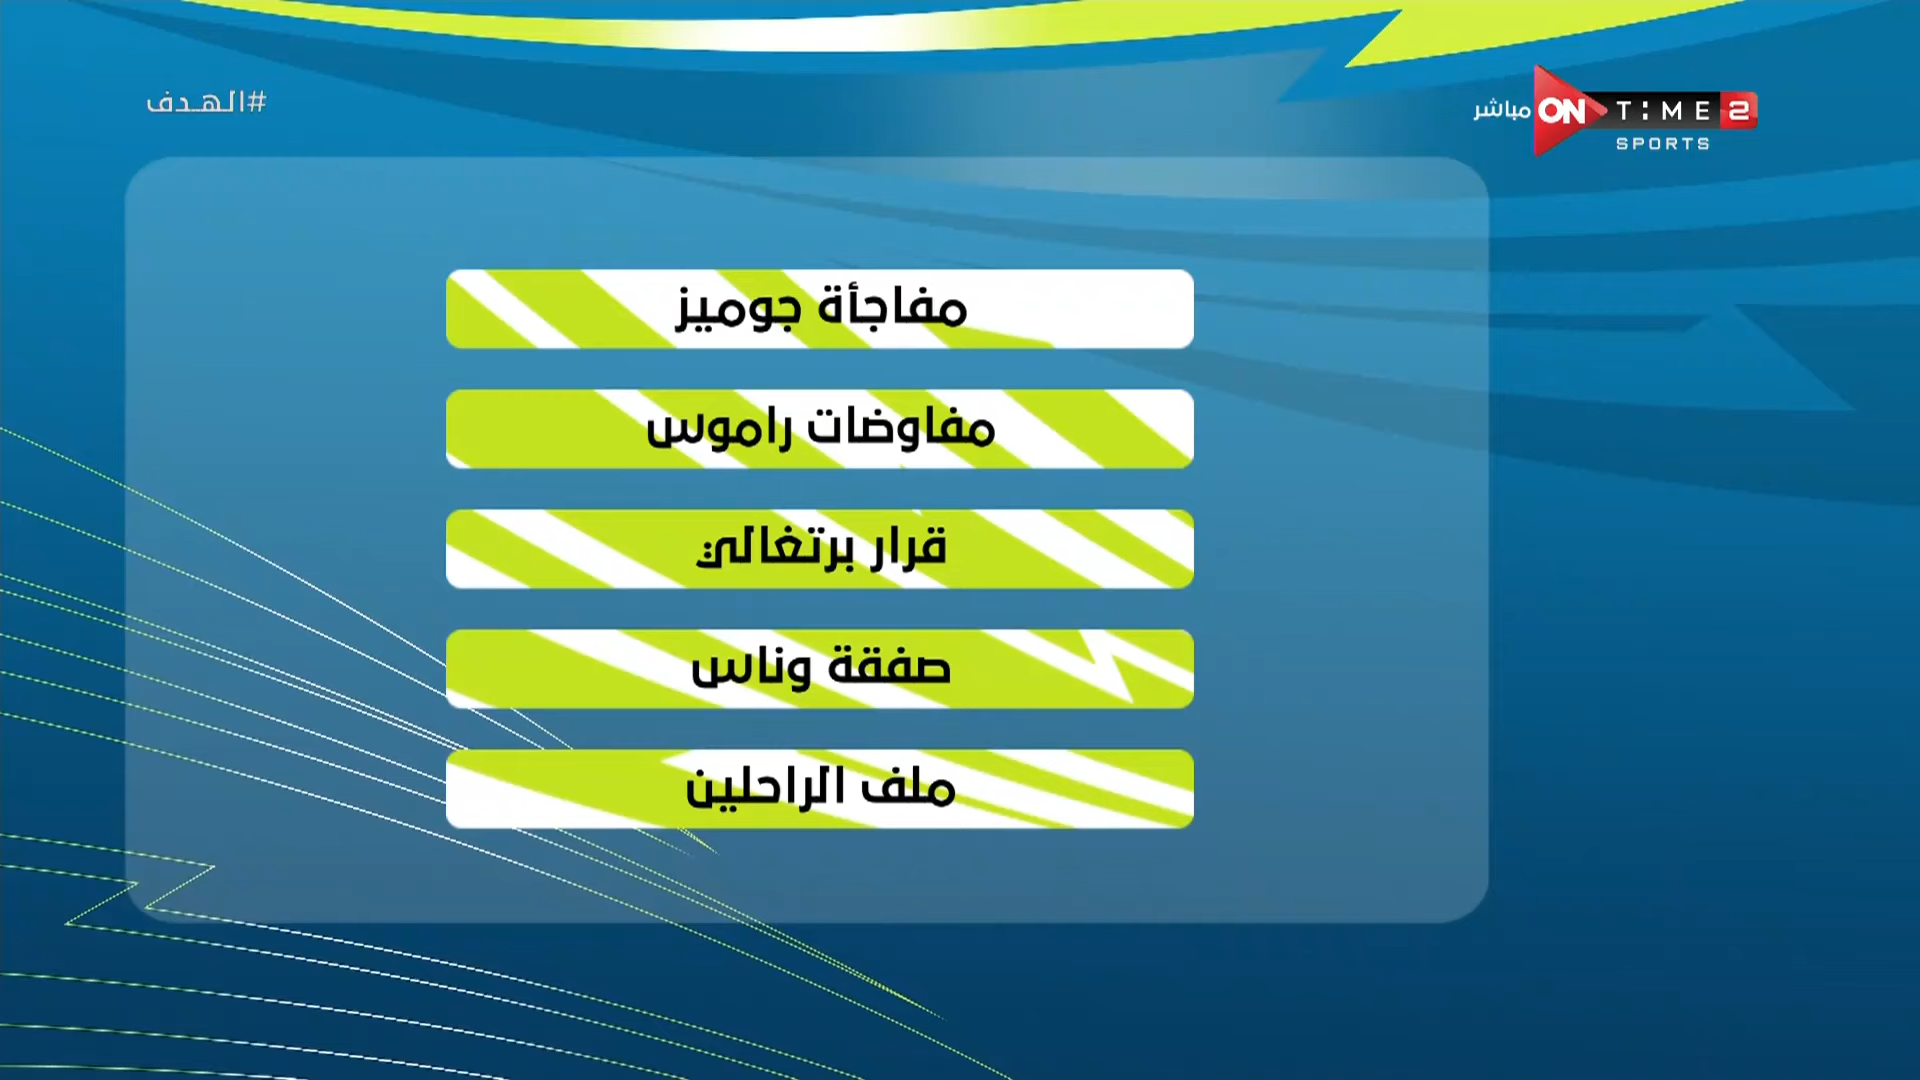 #الهدف
مباشر ON TIME 2
SPORTS
مفاجأة جوميز
مفاوضات راموس
قرار برتغالي
صفقة وناس
ملف الراحلين